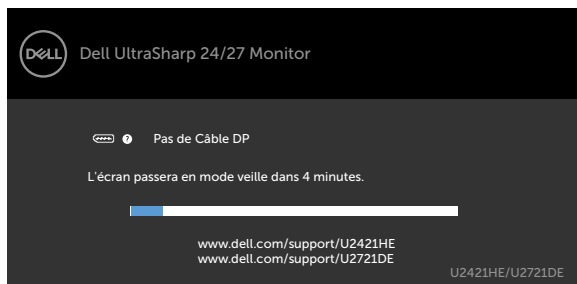 DELL Dell UltraSharp 24/27 Monitor
? Pas de Câble DP
L'écran passera en mode veille dans 4 minutes.
www.dell.com/support/U2421HE
www.dell.com/support/U2721DE
U2421HE/U2721DE